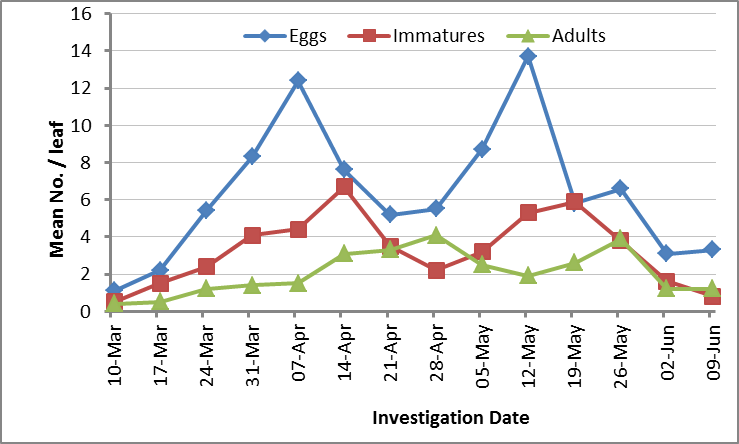 Eggs Immatures Adults
Mean No. / leaf
16
14
12
10
8
6
4
2
0
10-Mar
17-Mar
24-Mar
31-Mar
07-Apr
14-Apr
21-Apr
28-Apr
05-May
12-May
19-May
26-May
02-Jun
09-Jun
Investigation Date